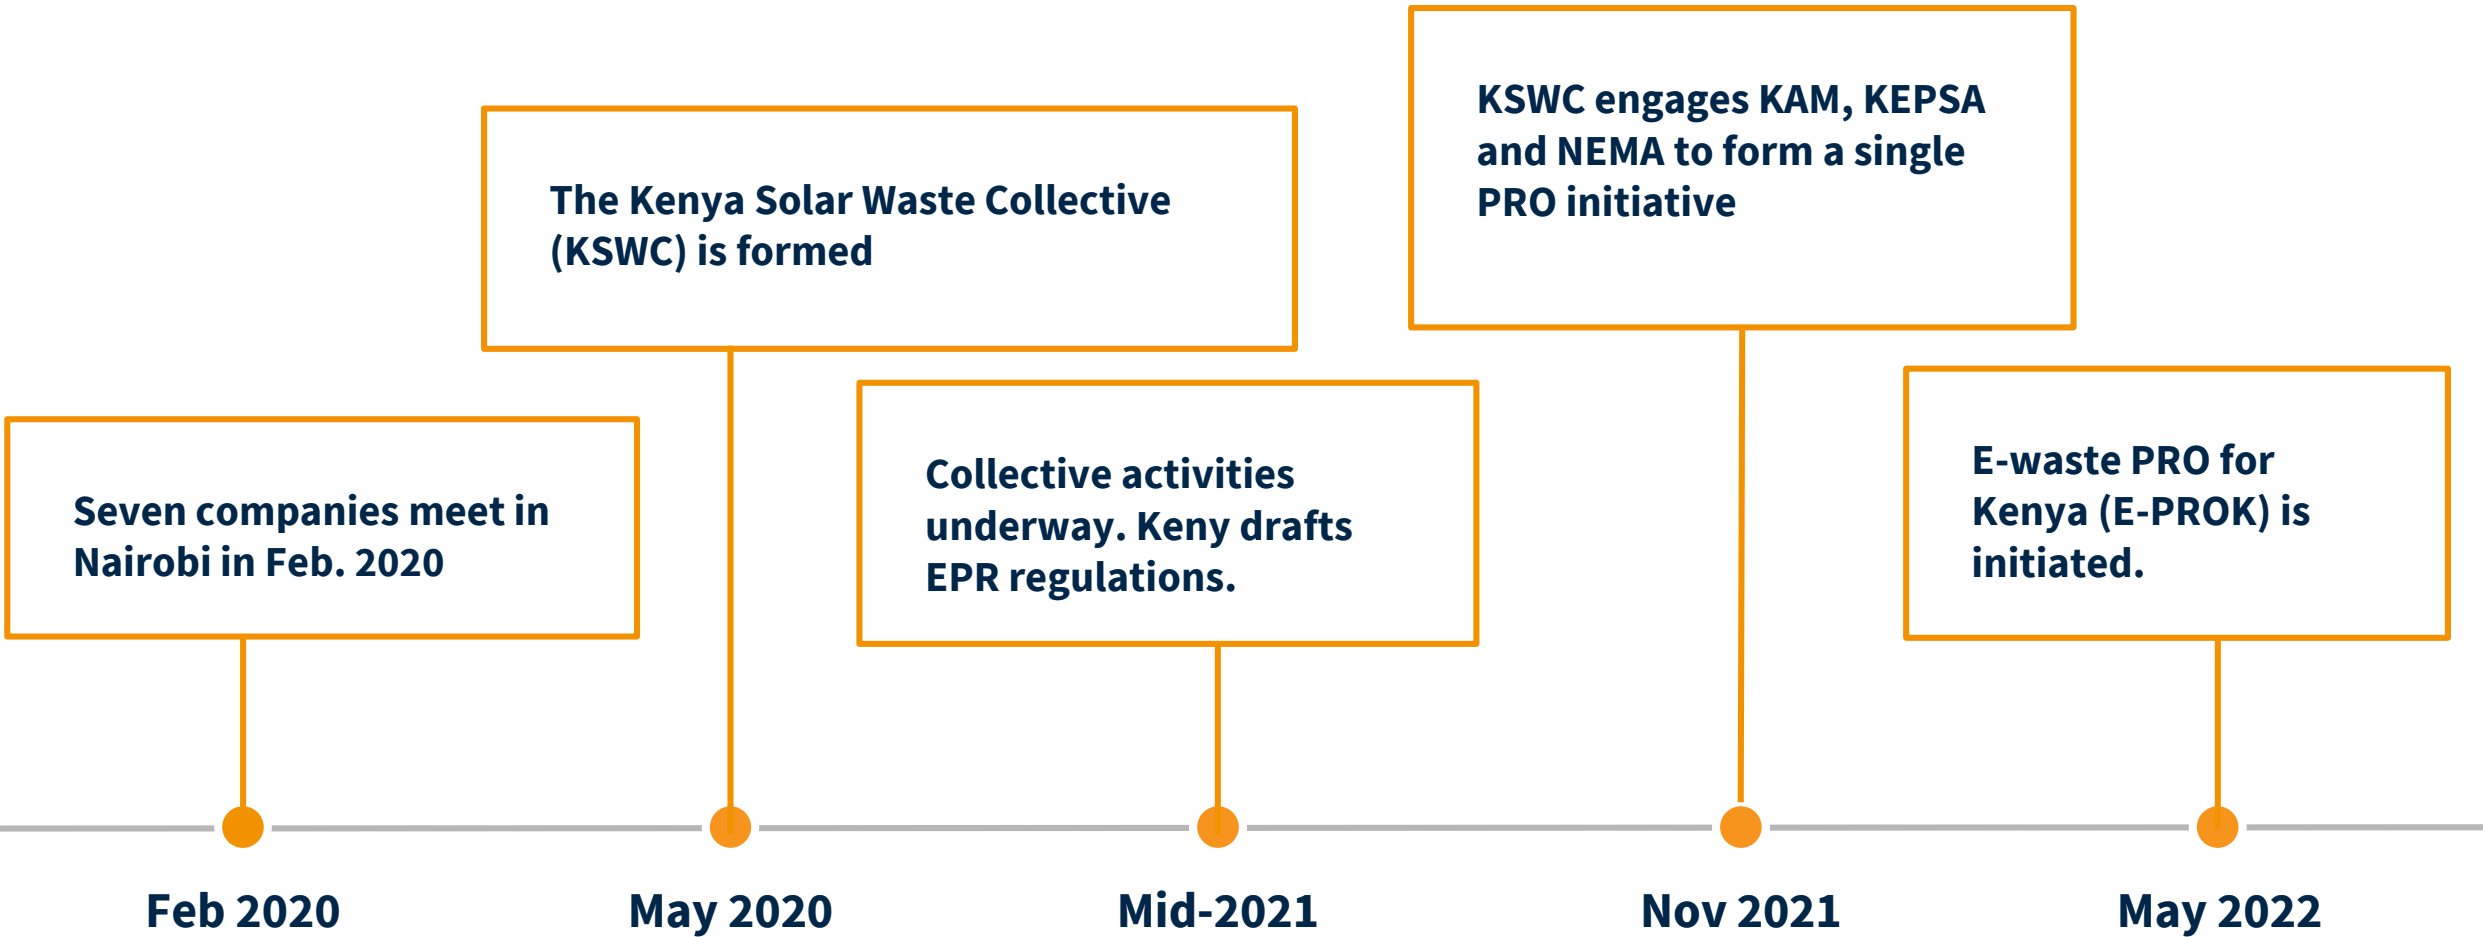 Seven companies meet in
Nairobi in Feb. 2020
The Kenya Solar Waste Collective
(KSWC) is formed
Collective activities
underway. Keny drafts
EPR regulations.
KSWC engages KAM, KEPSA
and NEMA to form a single
PRO initiative
E-waste PRO for
Kenya (E-PROK) is
initiated.
Feb 2020
May 2020
Mid-2021
Nov 2021
May 2022